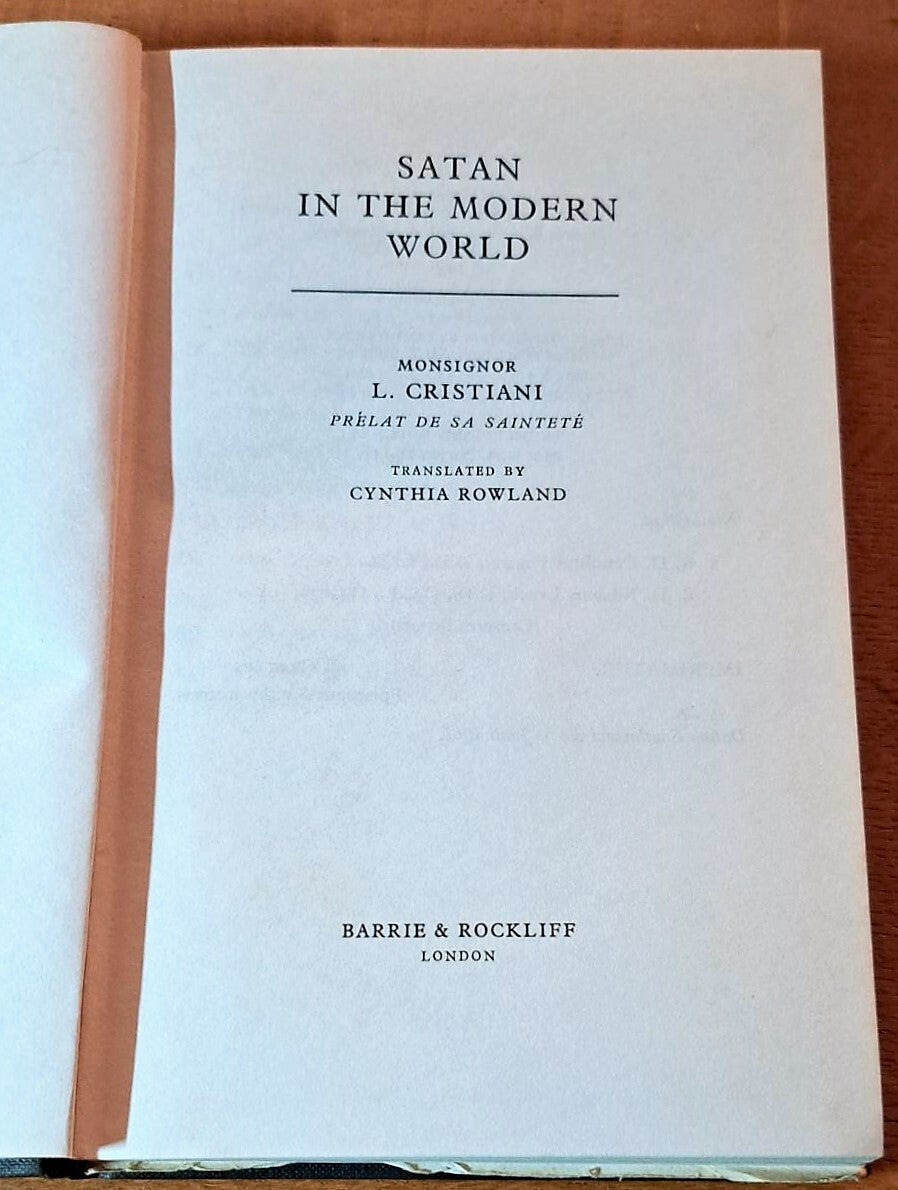 SATAN
IN THE MODERN
WORLD
MONSIGNOR
L. CRISTIANI
PRÉLAT DE SA SAINTETÉ
TRANSLATED BY
CYNTHIA ROWLAND
BARRIE & ROCKLIFF
LONDON